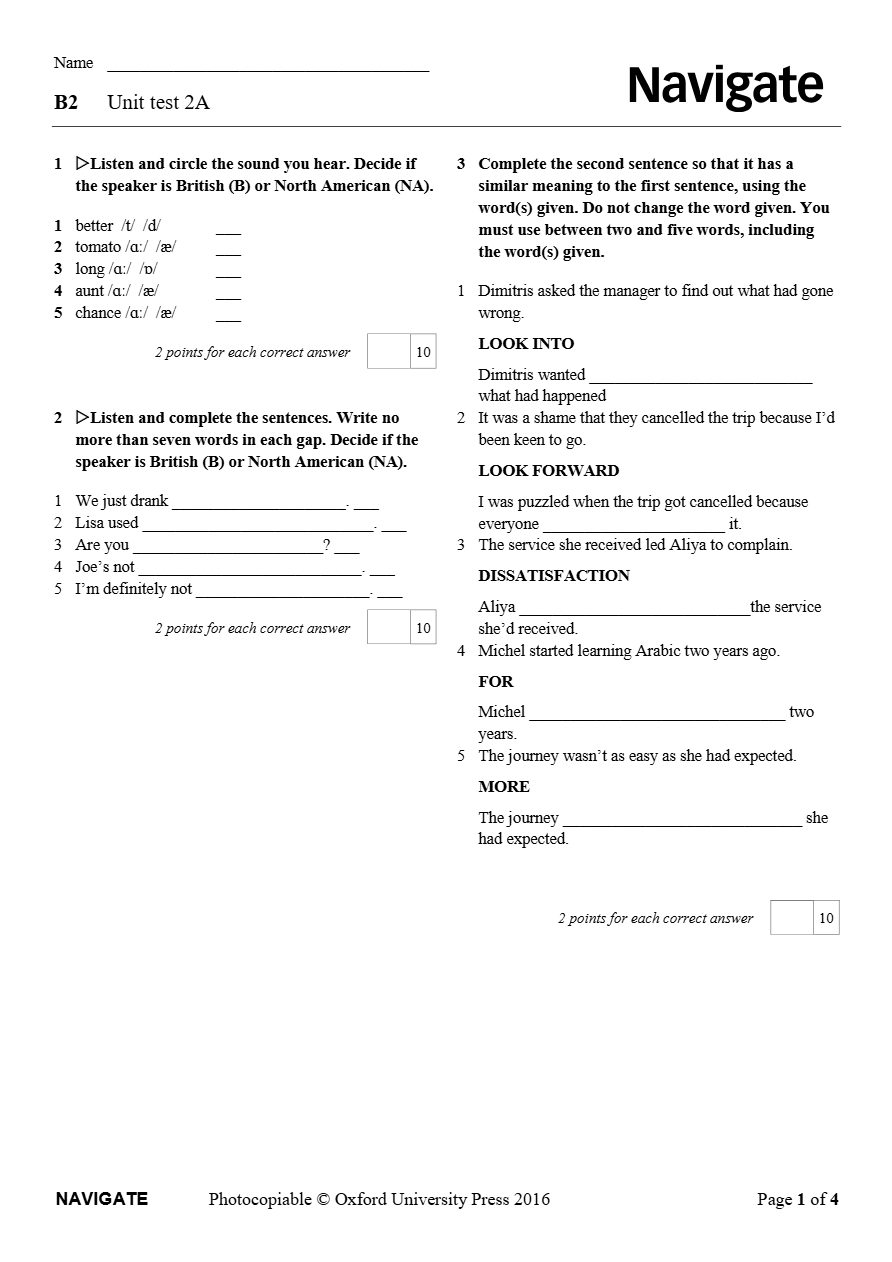 Name ____________________
Navigate
B2 Unit test 2A
1 ▷Listen and circle the sound you hear. Decide if
the speaker is British (B) or North American (NA).
1 better /t/ /d/ ___
2 tomato /ɑː/ /æ/ ___
3 long /ɑː/ /ɒ/ ___
4 aunt /ɑː/ /æ/ ___
5 chance /ɑː/ /æ/ ___
2 points for each correct answer 10
2 ▷Listen and complete the sentences. Write no
more than seven words in each gap. Decide if the
speaker is British (B) or North American (NA).
1 We just drank ____________________. ___
2 Lisa used ____________________. ___
3 Are you ____________________? ___
4 Joe’s not ____________________. ___
5 I’m definitely not ____________________. ___
2 points for each correct answer 10
3 Complete the second sentence so that it has a
similar meaning to the first sentence, using the
word(s) given. Do not change the word given. You
must use between two and five words, including
the word(s) given.
1 Dimitris asked the manager to find out what had gone
wrong.
LOOK INTO
Dimitris wanted ____________________
what had happened
2 It was a shame that they cancelled the trip because I’d
been keen to go.
LOOK FORWARD
I was puzzled when the trip got cancelled because
everyone ____________________ it.
3 The service she received led Aliya to complain.
DISSATISFACTION
Aliya ____________________the service
she’d received.
4 Michel started learning Arabic two years ago.
FOR
Michel ____________________ two
years.
5 The journey wasn’t as easy as she had expected.
MORE
The journey ____________________ she
had expected.
2 points for each correct answer 10
NAVIGATE Photocopiable © Oxford University Press 2016 Page 1 of 4